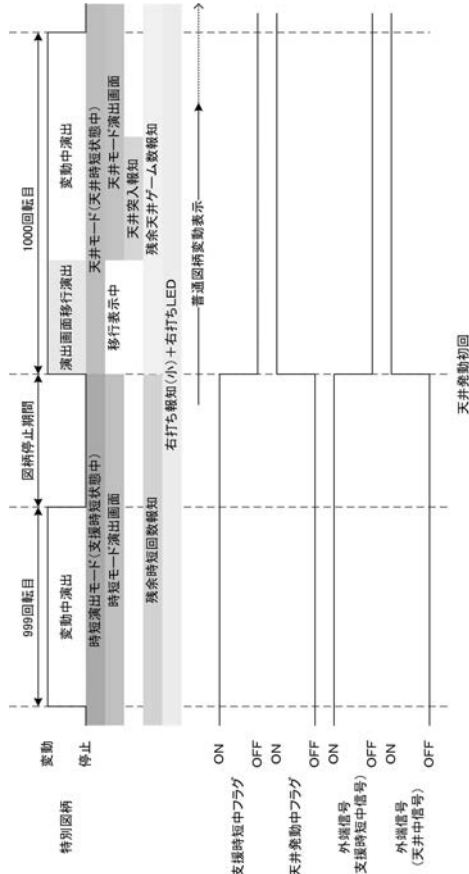 999回転目
図柄停止期間
1000回転目
特別図柄
変動
停止
変動中演出
演出画面移行演出
変動中演出
時短演出モード(支援時短状態中)
天井モード(天井時短状態中)
時短モード演出画面
移行表示中
天井モード演出画面
天井突入報知
残余時短回数報知
残余天井ゲーム数報知
右打ち報知(小)+右打ちLED
普通図柄変動表示
支援時短中フラグ
ON
OFF
天井発動中フラグ
ON
OFF
外端信号
支援時短中信号)
ON
OFF
外端信号
(天井中信号)
ON
OFF
天井発動初回